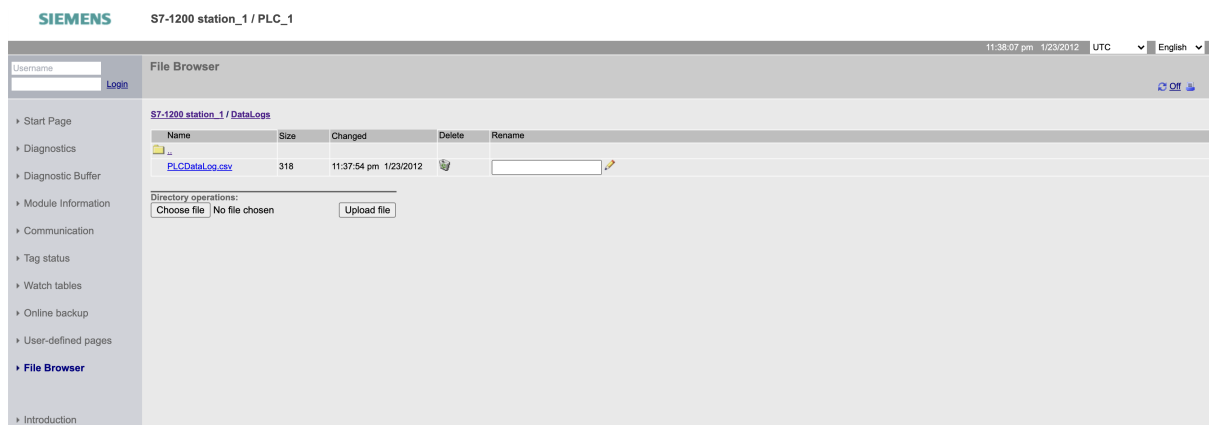 SIEMENS S7-1200 station_1 / PLC_1
11:38:07 pm 1/23/2012 UTC English
Username
Login
File Browser
Off
Start Page
Diagnostics
Diagnostic Buffer
Module Information
Communication
Tag status
Watch tables
Online backup
User-defined pages
File Browser
Introduction
S7-1200 station_1 / DataLogs
Name Size Changed Delete Rename
..
PLCDataLog.csv 318 11:37:54 pm 1/23/2012
Directory operations:
Choose file No file chosen Upload file